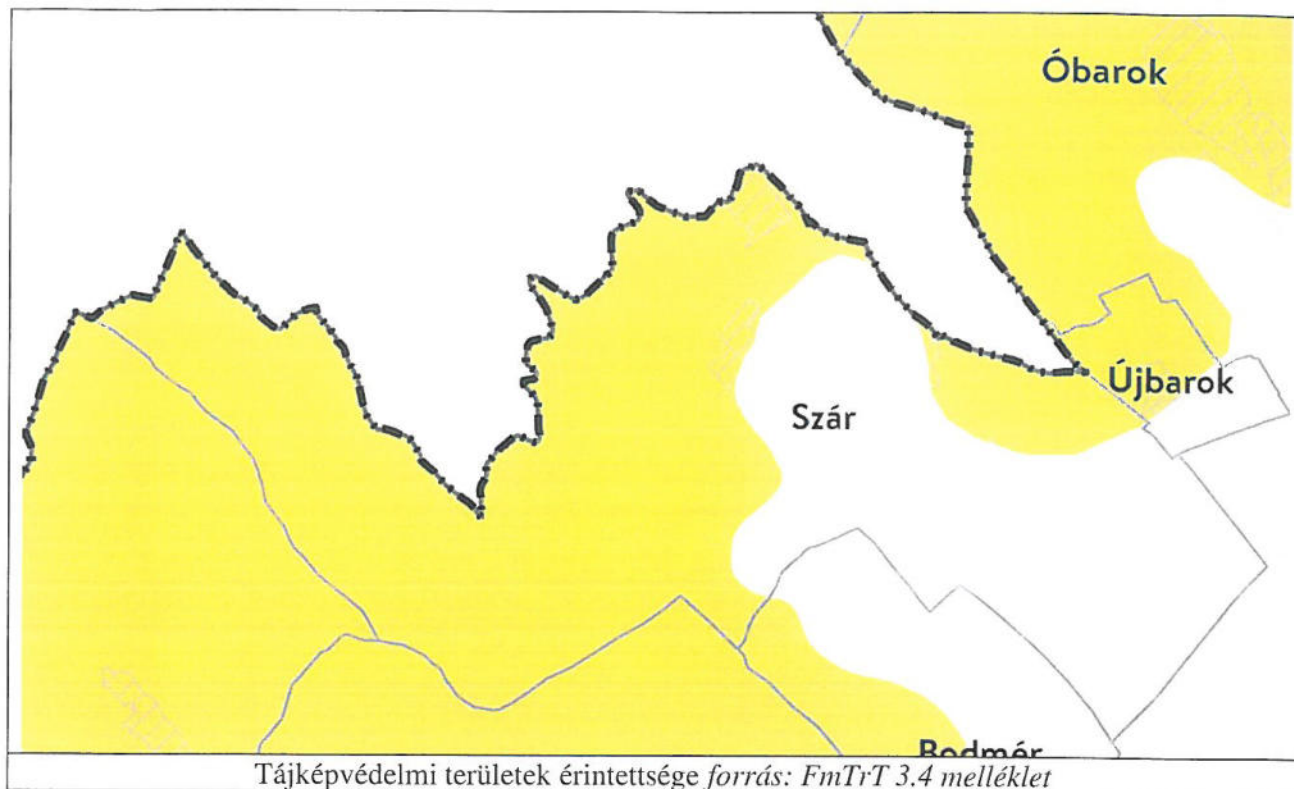 Óbarok
Újbarok
Szár
Bodmér
Tájképvédelmi területek érintettsége forrás: FmTrT 3.4 melléklet